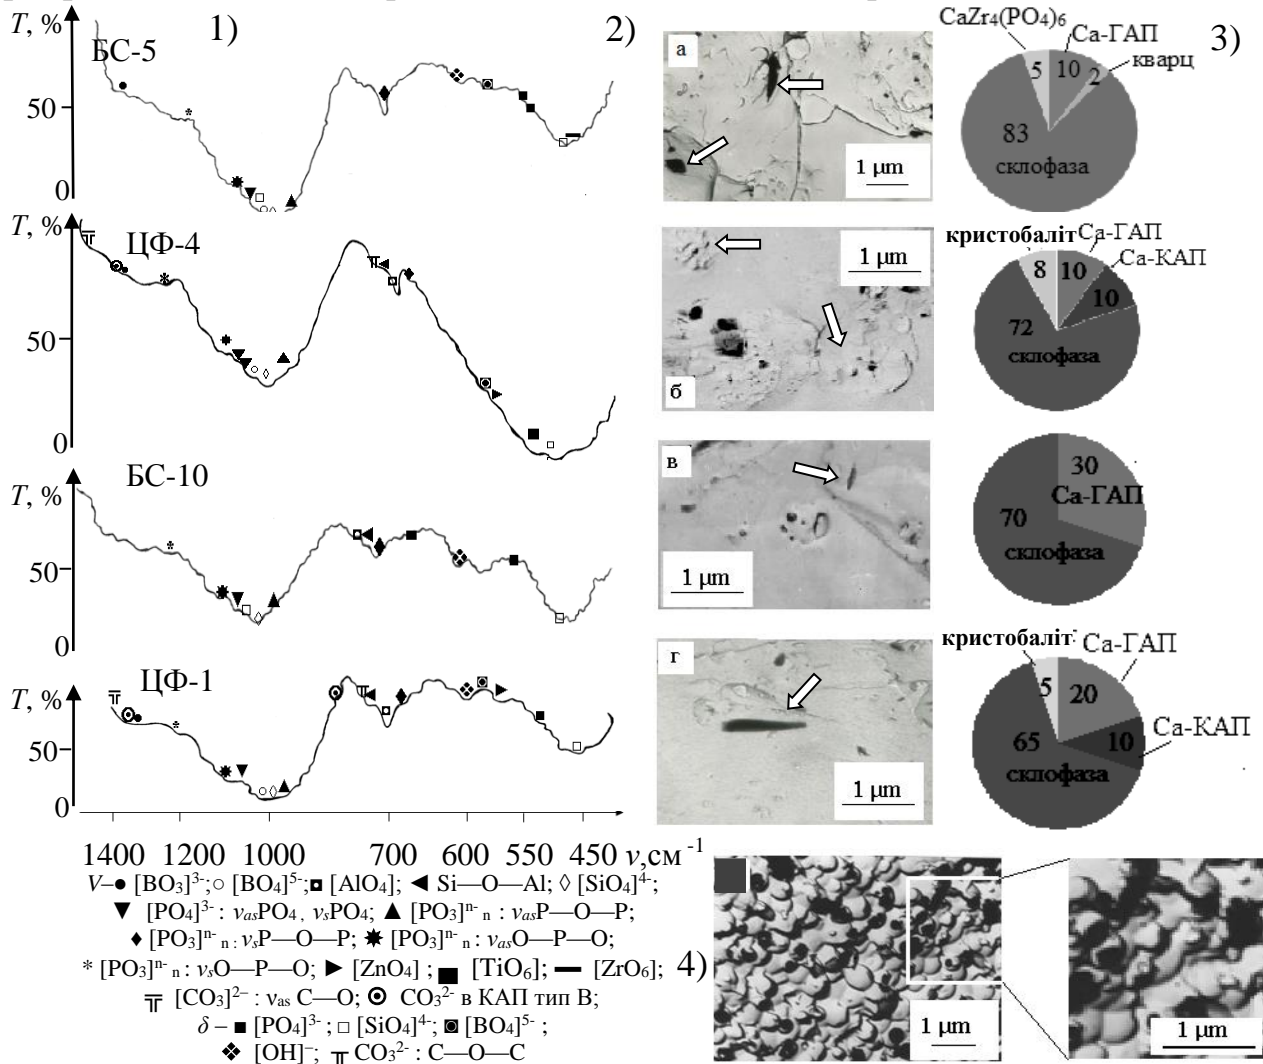 1)
2)
3)
T, %
БС-5
50
0
T, %
ЦФ-4
50
0
T, %
БС-10
50
0
T, %
ЦФ-1
50
0
1400 1200 1000 700 600 550 450 ν,см⁻¹
V–● [BO₃]³⁻; ○ [BO₄]⁵⁻; ◘ [AlO₄]; ◄ Si—O—Al; ◊ [SiO₄]⁴⁻;
▼ [PO₄]³⁻ : νasPO₄ , νsPO₄; ▲ [PO₃]ⁿ⁻ₙ : νasP—O—P;
♦ [PO₃]ⁿ⁻ₙ : νsP—O—P; ✸ [PO₃]ⁿ⁻ₙ : νasO—P—O;
* [PO₃]ⁿ⁻ₙ : νsO—P—O; ► [ZnO₄] ; ■ [TiO₆]; ▬ [ZrO₆];
╥ [CO₃]²⁻ : νas C—O; ⊙ CO₃²⁻ в КАП тип В;
δ – ■ [PO₄]³⁻; □ [SiO₄]⁴⁻; ◙ [BO₄]⁵⁻ ;
❖ [OH]⁻; ╥ CO₃²⁻ : C—O—C
а
1 μm
б
1 μm
в
1 μm
г
1 μm
CaZr₄(PO₄)₆
Са-ГАП
кварц
5
10
2
83
склофаза
кристобаліт
Са-ГАП
Са-КАП
8
10
10
72
склофаза
30
Са-ГАП
70
склофаза
кристобаліт
Са-ГАП
5
20
Са-КАП
10
65
склофаза
4)
1 μm
1 μm